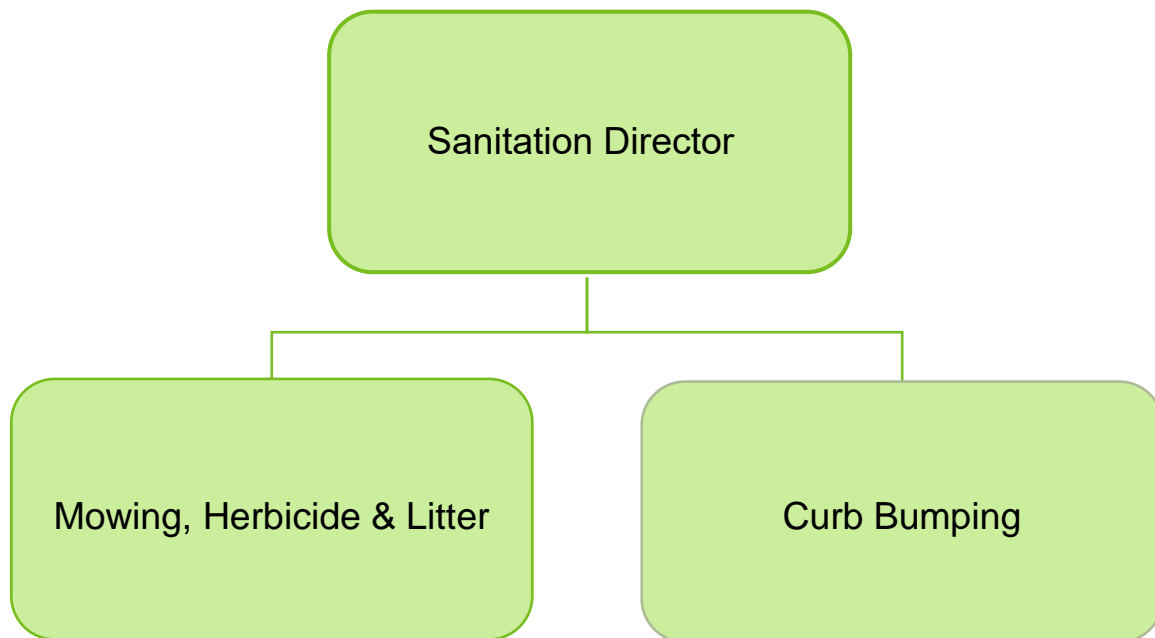 Sanitation Director
Mowing, Herbicide & Litter
Curb Bumping